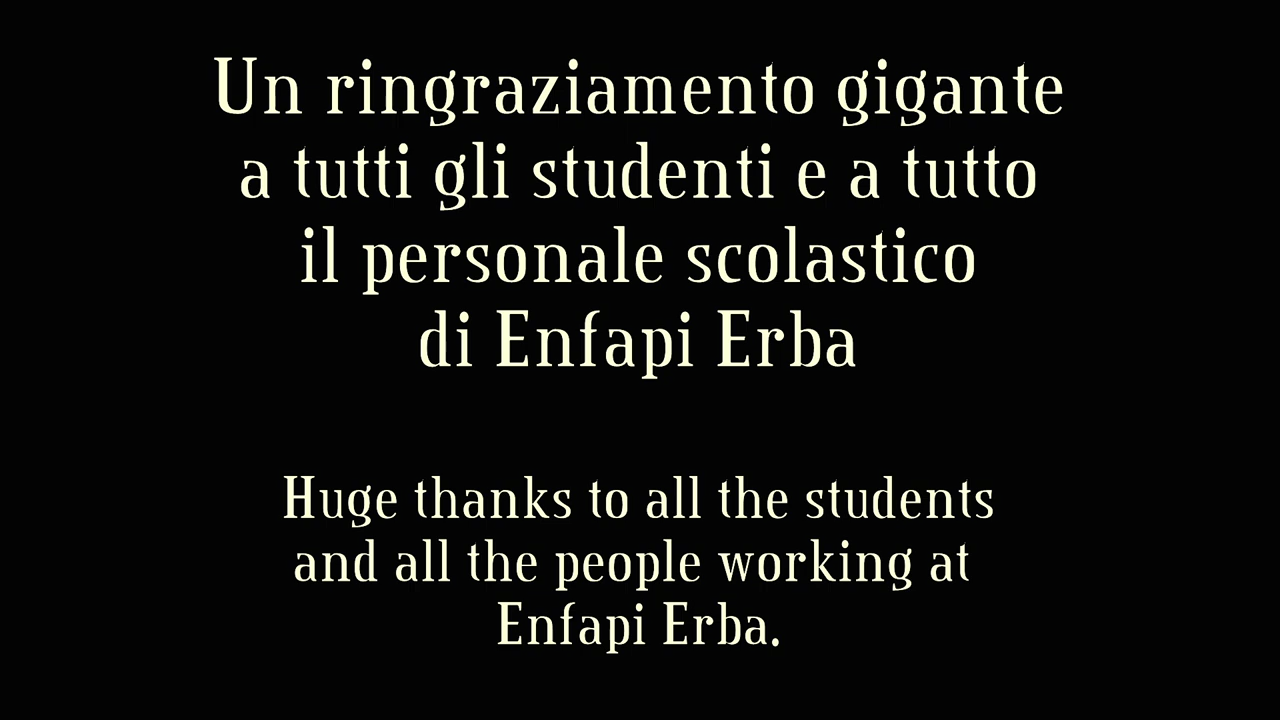 Un ringraziamento gigante
a tutti gli studenti e a tutto
il personale scolastico
di Enfapi Erba
Huge thanks to all the students
and all the people working at
Enfapi Erba.